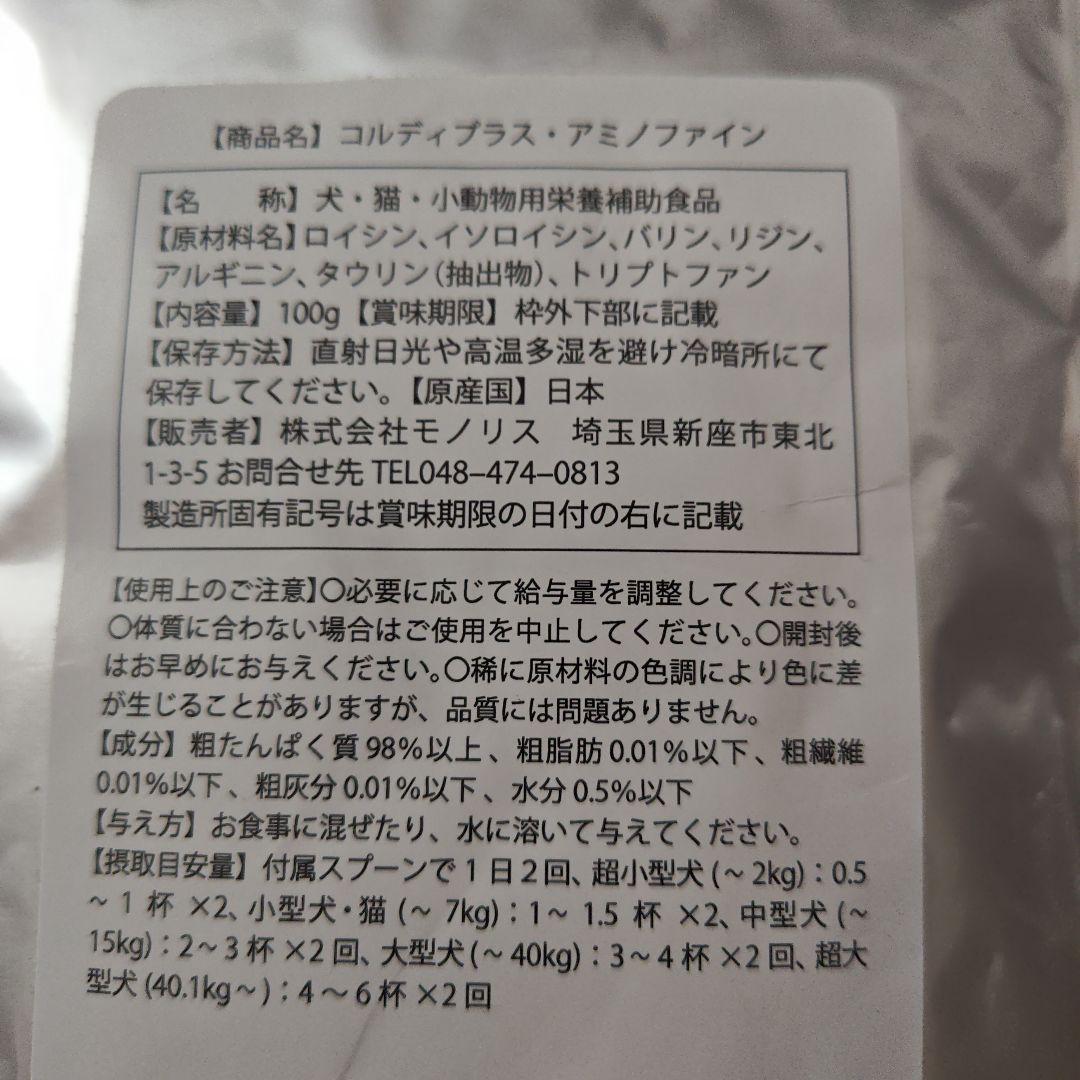 【商品名】コルディプラス・アミノファイン
【名　　称】犬・猫・小動物用栄養補助食品
【原材料名】ロイシン、イソロイシン、バリン、リジン、
アルギニン、タウリン（抽出物）、トリプトファン
【内容量】100g【賞味期限】枠外下部に記載
【保存方法】直射日光や高温多湿を避け冷暗所にて
保存してください。【原産国】日本
【販売者】株式会社モノリス　埼玉県新座市東北
1-3-5 お問合せ先 TEL048–474–0813
製造所固有記号は賞味期限の日付の右に記載
【使用上のご注意】〇必要に応じて給与量を調整してください。
〇体質に合わない場合はご使用を中止してください。〇開封後
はお早めにお与えください。〇稀に原材料の色調により色に差
が生じることがありますが、品質には問題ありません。
【成分】粗たんぱく質 98％以上、粗脂肪 0.01％以下、粗繊維
0.01％以下、粗灰分 0.01％以下、水分 0.5％以下
【与え方】お食事に混ぜたり、水に溶いて与えてください。
【摂取目安量】付属スプーンで 1 日 2 回、超小型犬 (～ 2kg)：0.5
～ 1 杯 ×2、小型犬・猫 (～ 7kg)：1～ 1.5 杯 ×2、中型犬 (～
15kg)：2～3 杯 ×2 回、大型犬 (～ 40kg)：3～4 杯 ×2 回、超大
型犬 (40.1kg～)：4～6 杯 ×2 回